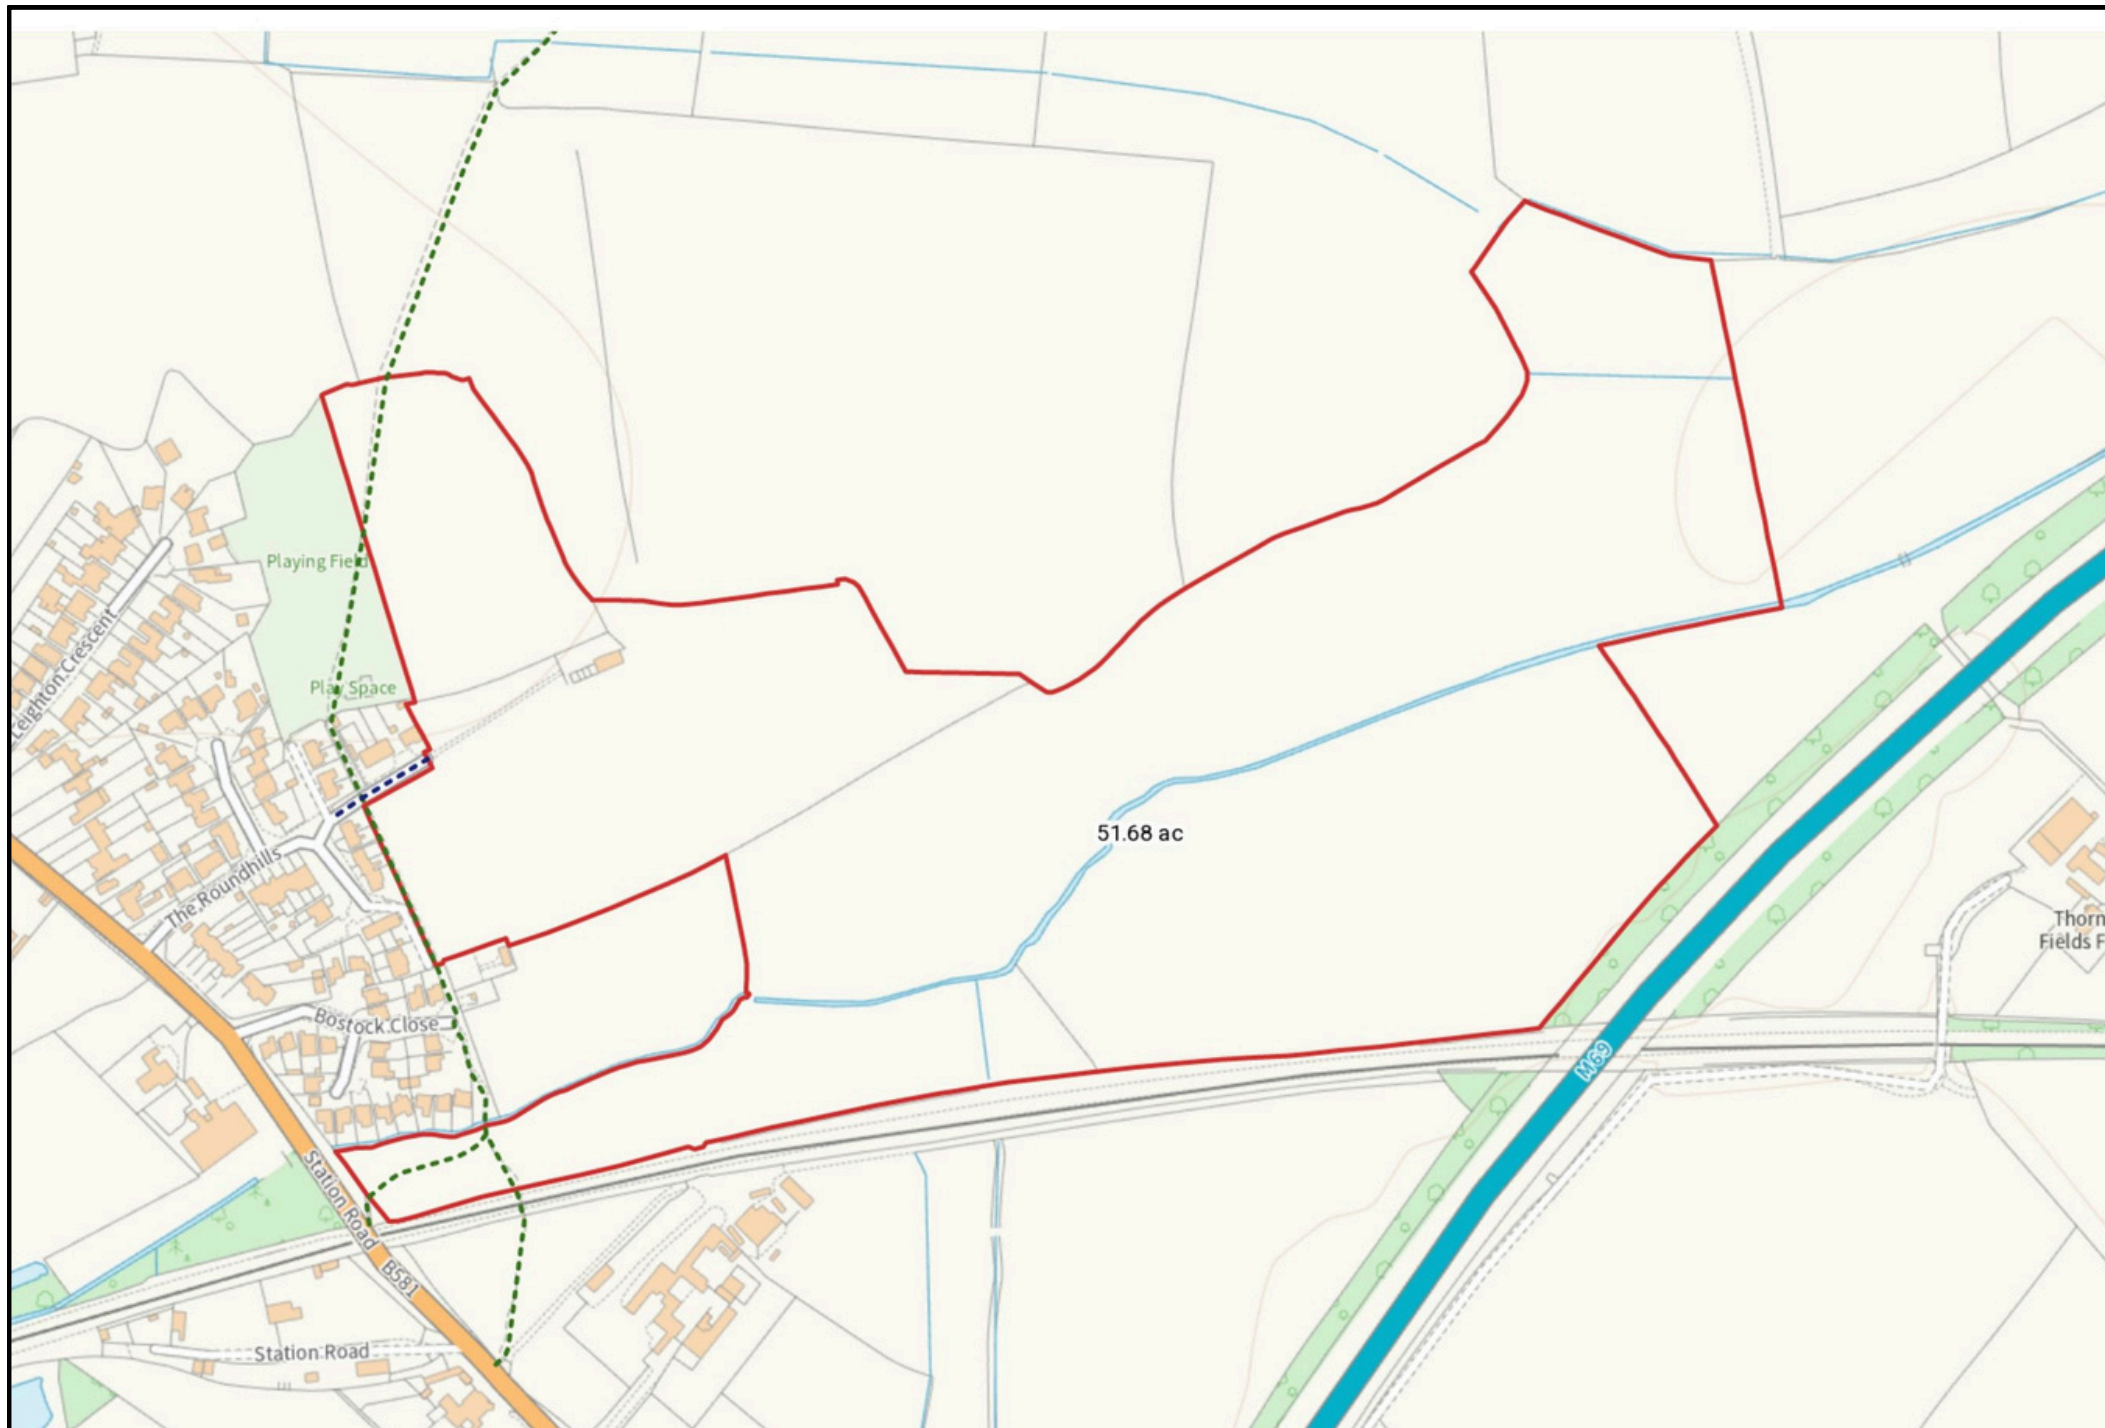 Playing Field
Play Space
Leighton Crescent
51.68 ac
The Roundhills
Thorn
Fields F
Bostock Close
M69
Station Road
B581
Station Road